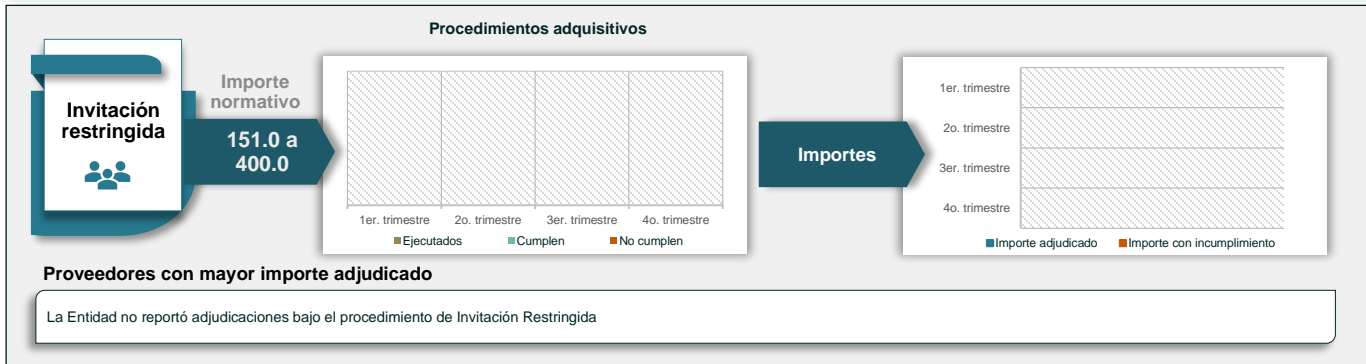 Procedimientos adquisitivos
Invitación
restringida
Importe
normativo
151.0 a
400.0
1er. trimestre
2o. trimestre
3er. trimestre
4o. trimestre
Ejecutados
Cumplen
No cumplen
Importes
1er. trimestre
2o. trimestre
3er. trimestre
4o. trimestre
Importe adjudicado
Importe con incumplimiento
Proveedores con mayor importe adjudicado
La Entidad no reportó adjudicaciones bajo el procedimiento de Invitación Restringida